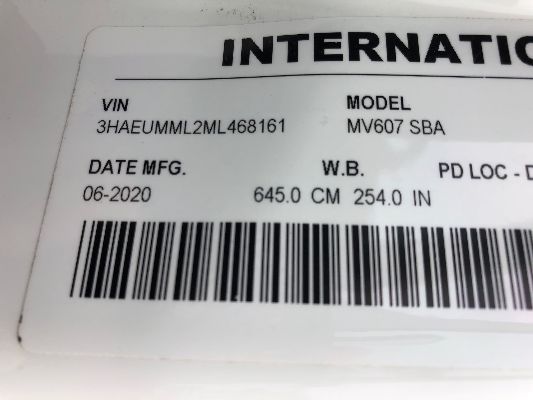 INTERNATIO
VIN MODEL
3HAEUMML2ML468161 MV607 SBA
DATE MFG. W.B. PD LOC - D
06-2020 645.0 CM 254.0 IN